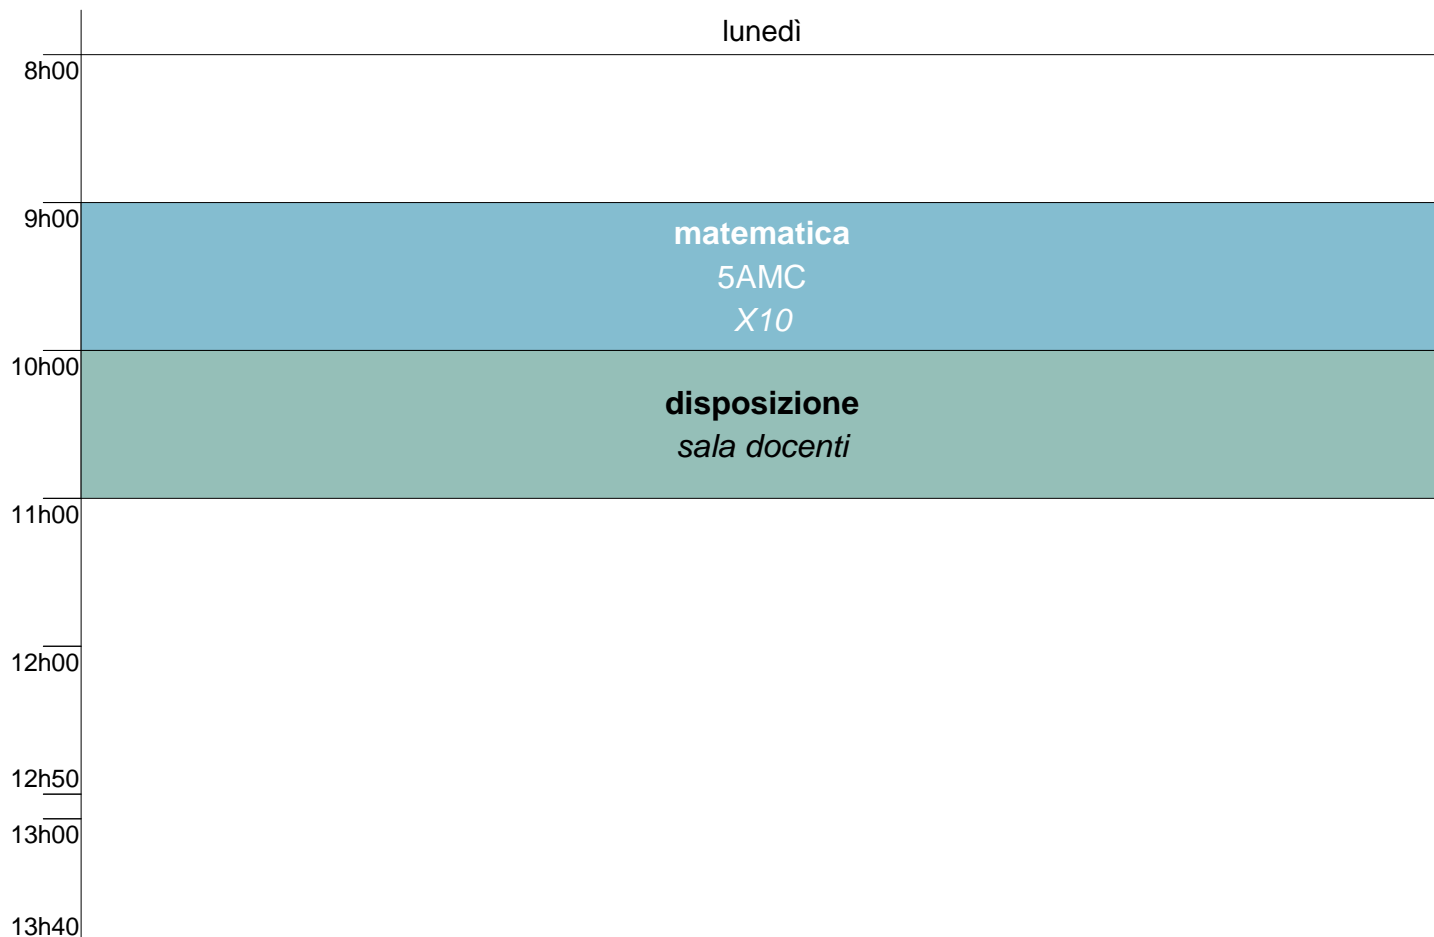 lunedì
8h00
9h00
matematica
5AMC
X10
10h00
disposizione
sala docenti
11h00
12h00
12h50
13h00
13h40